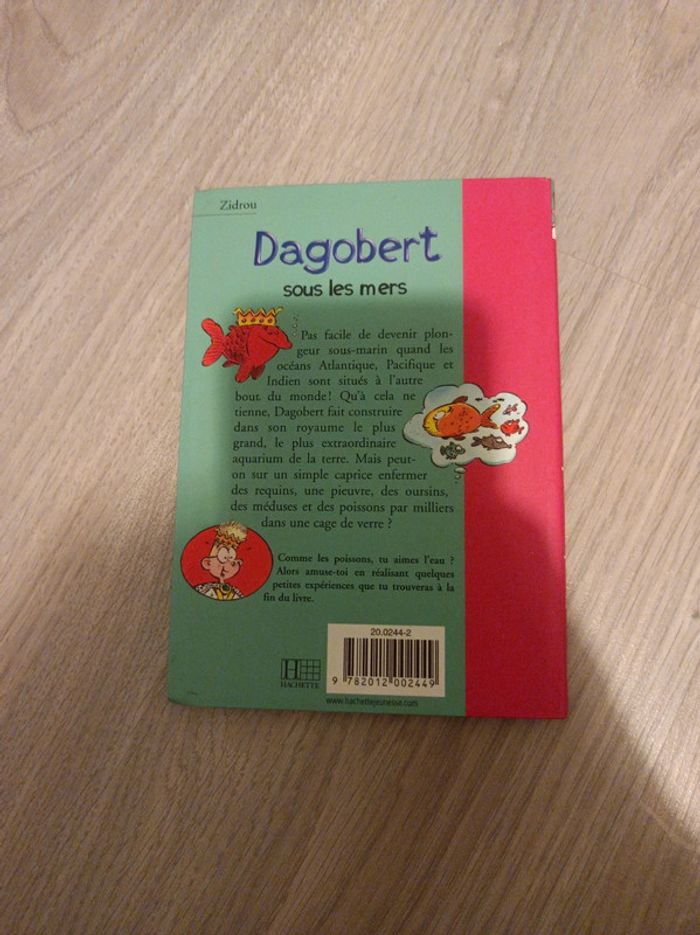 Zidrou
Dagobert
sous les mers
Pas facile de devenir plon-
geur sous-marin quand les
océans Atlantique, Pacifique et
Indien sont situés à l'autre
bout du monde! Qu'à cela ne
tienne, Dagobert fait construire
dans son royaume le plus
grand, le plus extraordinaire
aquarium de la terre. Mais peut-
on sur un simple caprice enfermer
des requins, une pieuvre, des oursins,
des méduses et des poissons par milliers
dans une cage de verre ?
Comme les poissons, tu aimes l'eau ?
Alors amuse-toi en réalisant quelques
petites expériences que tu trouveras à la
fin du livre.
20.0244-2
H
HACHETTE
9 782012 002449
www.hachettejeunesse.com